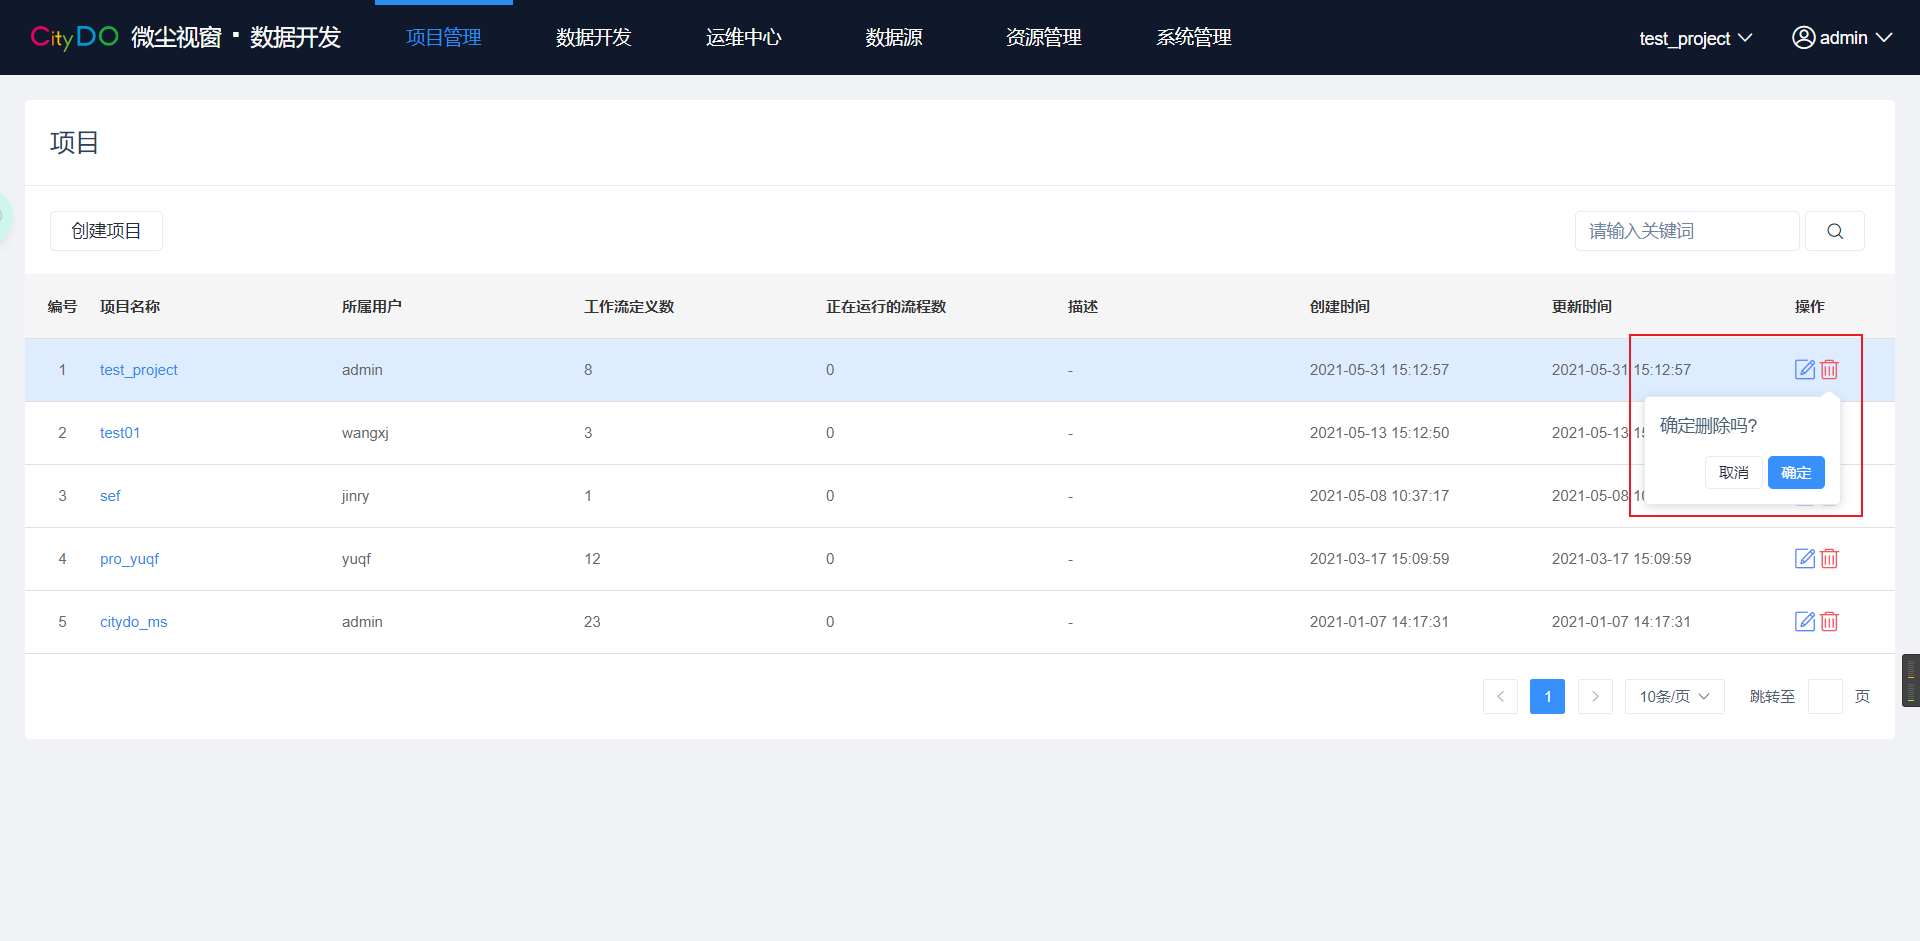 CityDO 微尘视窗 · 数据开发 项目管理 数据开发 运维中心 数据源 资源管理 系统管理 test_project admin
项目
创建项目 请输入关键词
编号 项目名称 所属用户 工作流定义数 正在运行的流程数 描述 创建时间 更新时间 操作
1 test_project admin 8 0 - 2021-05-31 15:12:57 2021-05-31 15:12:57
2 test01 wangxj 3 0 - 2021-05-13 15:12:50 2021-05-13
确定删除吗?
取消 确定
3 sef jinry 1 0 - 2021-05-08 10:37:17 2021-05-08
4 pro_yuqf yuqf 12 0 - 2021-03-17 15:09:59 2021-03-17 15:09:59
5 citydo_ms admin 23 0 - 2021-01-07 14:17:31 2021-01-07 14:17:31
1 10条/页 跳转至 页